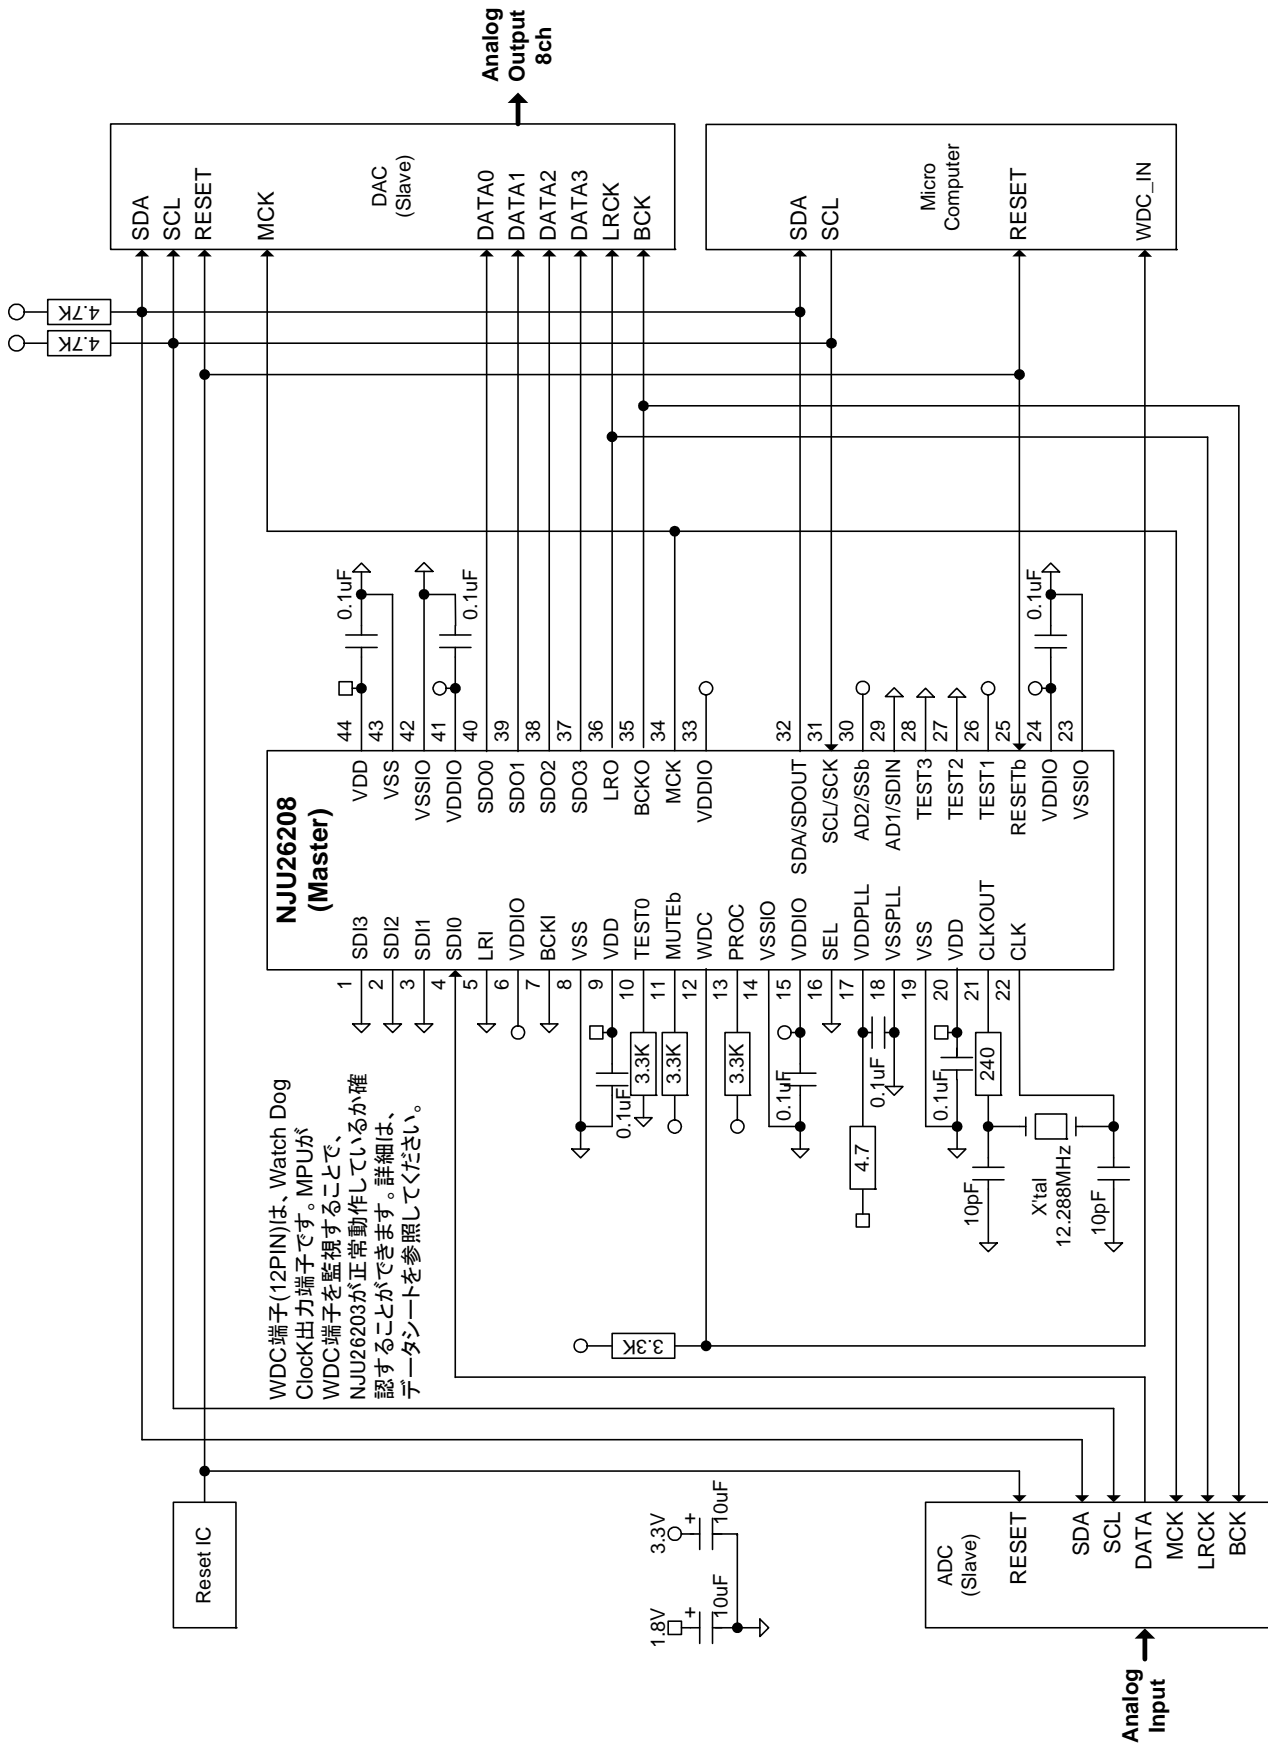 Reset IC
ADC
(Slave)
RESET
SDA
SCL
DATA
MCK
LRCK
BCK
Analog
Input
1.8V
+
10uF
3.3V
+
10uF
WDC端子(12PIN)は、Watch Dog
ClocK出力端子です。MPUが
WDC端子を監視することで、
NJU26203が正常動作しているか確
認することができます。詳細は、
データシートを参照してください。
3.3K
NJU26208
(Master)
1 SDI3
2 SDI2
3 SDI1
4 SDI0
5 LRI
6 VDDIO
7 BCKI
8 VSS
9 VDD
10 TEST0
11 MUTEb
12 WDC
13 PROC
14 VSSIO
15 VDDIO
16 SEL
17 VDDPLL
18 VSSPLL
19 VSS
20 VDD
21 CLKOUT
22 CLK
0.1uF
3.3K
3.3K
3.3K
0.1uF
4.7
0.1uF
0.1uF
240
10pF
X'tal
12.288MHz
10pF
VDD 44
VSS 43
VSSIO 42
VDDIO 41
SDO0 40
SDO1 39
SDO2 38
SDO3 37
LRO 36
BCKO 35
MCK 34
VDDIO 33
SDA/SDOUT 32
SCL/SCK 31
AD2/SSb 30
AD1/SDIN 29
TEST3 28
TEST2 27
TEST1 26
RESETb 25
VDDIO 24
VSSIO 23
0.1uF
0.1uF
0.1uF
4.7K
4.7K
SDA
SCL
RESET
MCK
DAC
(Slave)
DATA0
DATA1
DATA2
DATA3
LRCK
BCK
Analog
Output
8ch
SDA
SCL
Micro
Computer
RESET
WDC_IN